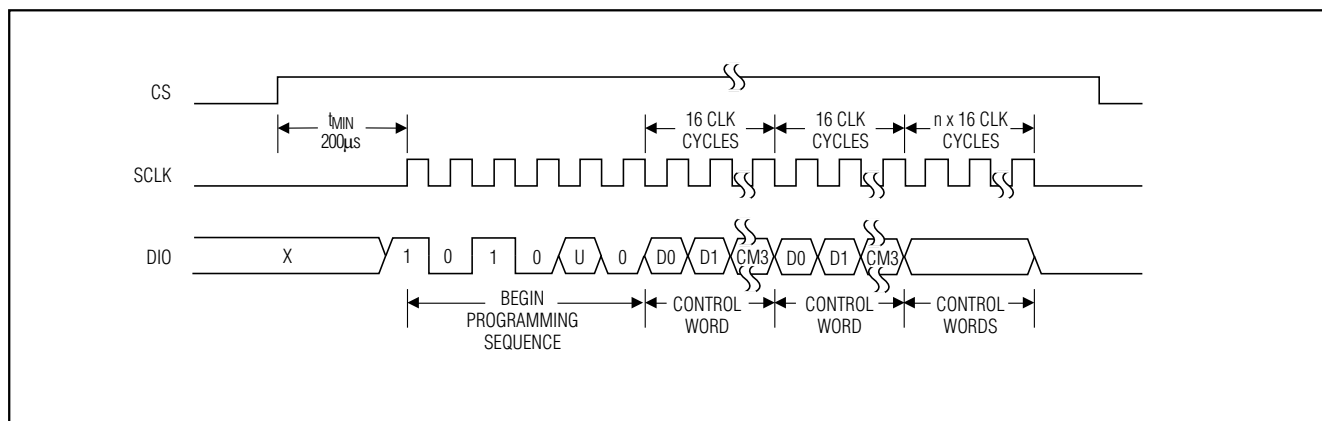 CS
tMIN
200µs
16 CLK
CYCLES
16 CLK
CYCLES
n x 16 CLK
CYCLES
SCLK
DIO
X
1
0
1
0
U
0
D0
D1
CM3
D0
D1
CM3
BEGIN
PROGRAMMING
SEQUENCE
CONTROL
WORD
CONTROL
WORD
CONTROL
WORDS